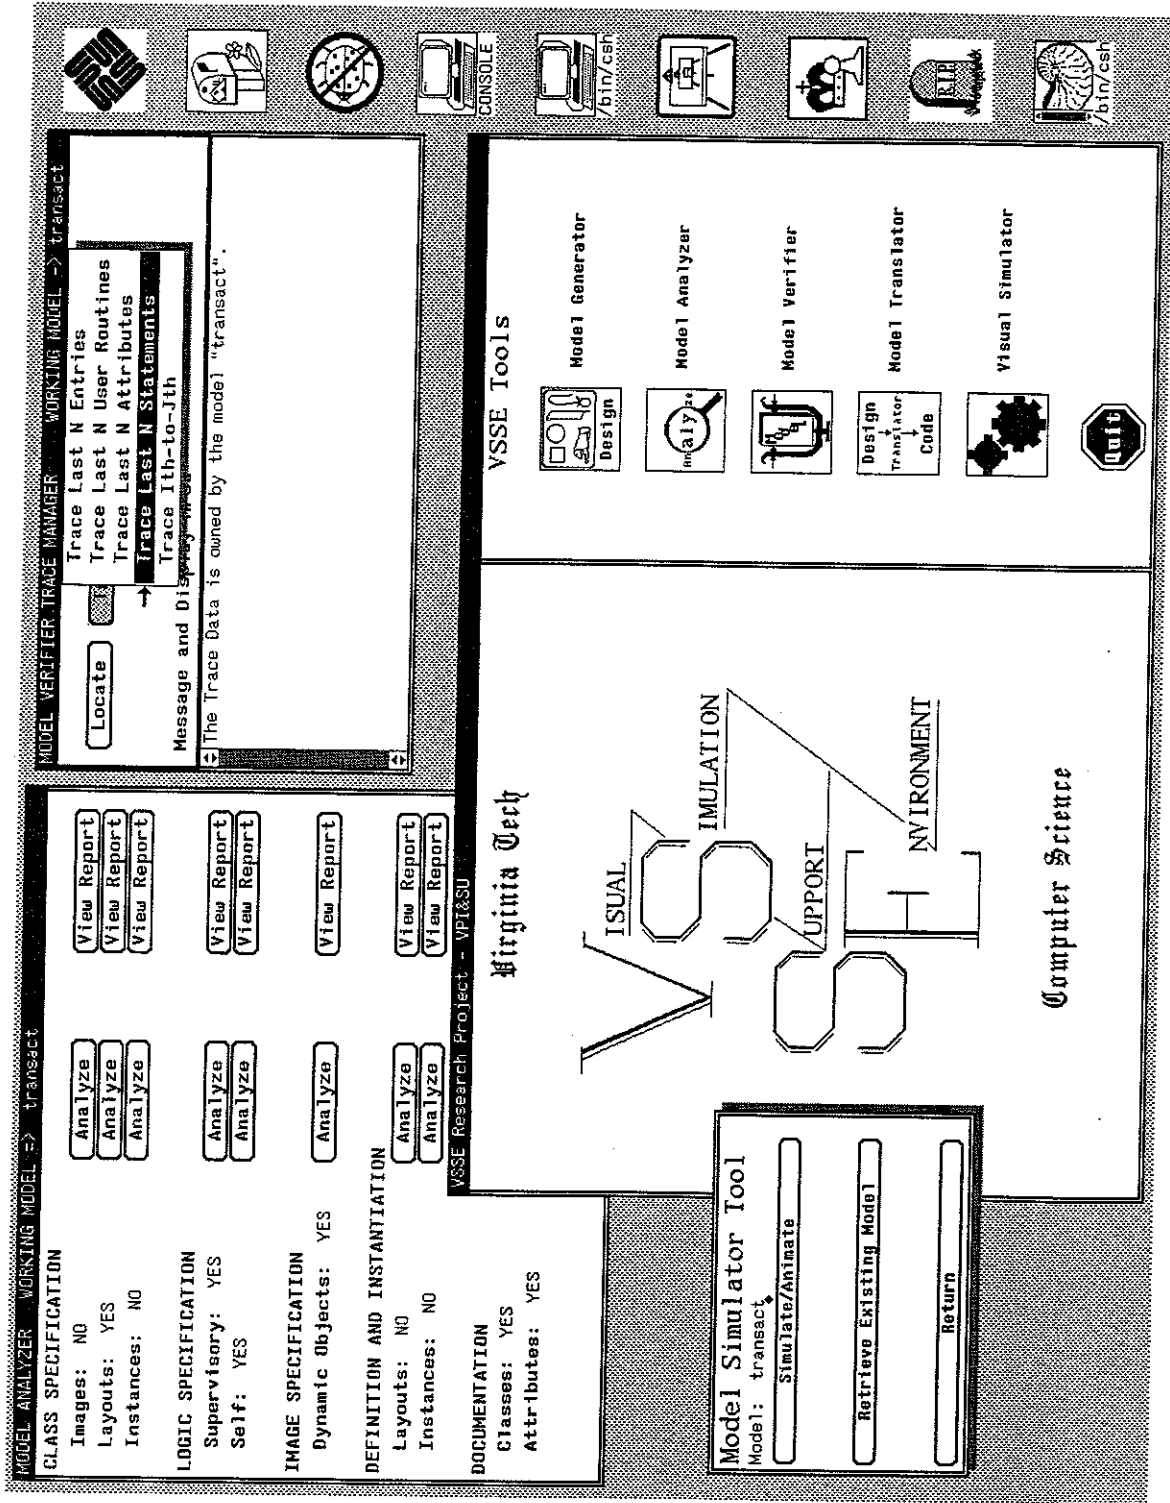 MODEL ANALYZER WORKING MODEL => transact
CLASS SPECIFICATION
Images: NO Analyze View Report
Layouts: YES Analyze View Report
Instances: NO Analyze View Report
LOGIC SPECIFICATION
Supervisory: YES Analyze View Report
Self: YES Analyze View Report
IMAGE SPECIFICATION
Dynamic Objects: YES Analyze View Report
DEFINITION AND INSTANTIATION
Layouts: NO Analyze View Report
Instances: NO Analyze View Report
DOCUMENTATION
Classes: YES
Attributes: YES
MODEL VERIFIER.TRACE MANAGER WORKING MODEL -> transact
Locate
Trace Last N Entries
Trace Last N User Routines
Trace Last N Attributes
Trace Last N Statements
Trace Ith-to-Jth
Message and Display
The Trace Data is owned by the model "transact".
SUN
CONSOLE
/bin/csh
R.I.P.
/bin/csh
VSSE Research Project - VPI&SU
Virginia Tech
VISUAL
SIMULATION
SUPPORT
ENVIRONMENT
Computer Science
VSSE Tools
Design
Model Generator
Analyze
Model Analyzer
Model Verifier
Design
Translator
Code
Model Translator
Visual Simulator
Quit
Model Simulator Tool
Model: transact
Simulate/Animate
Retrieve Existing Model
Return